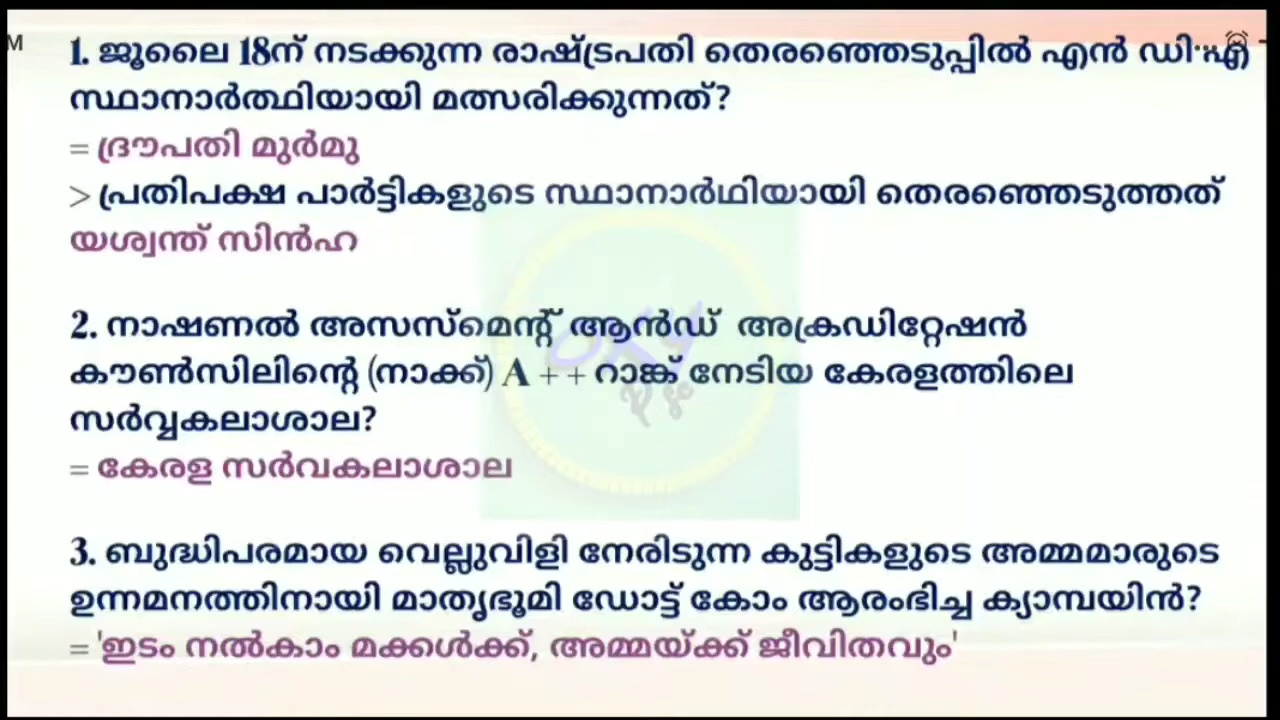 M
1. ജൂലൈ 18ന് നടക്കുന്ന രാഷ്ട്രപതി തെരഞ്ഞെടുപ്പിൽ എൻ ഡി എ
സ്ഥാനാർത്ഥിയായി മത്സരിക്കുന്നത്?
= ദ്രൗപതി മുർമു
> പ്രതിപക്ഷ പാർട്ടികളുടെ സ്ഥാനാർഥിയായി തെരഞ്ഞെടുത്തത്
യശ്വന്ത് സിൻഹ
2. നാഷണൽ അസസ്മെന്റ് ആൻഡ് അക്രഡിറ്റേഷൻ
കൗൺസിലിന്റെ (നാക്ക്) A ++ റാങ്ക് നേടിയ കേരളത്തിലെ
സർവ്വകലാശാല?
= കേരള സർവകലാശാല
3. ബുദ്ധിപരമായ വെല്ലുവിളി നേരിടുന്ന കുട്ടികളുടെ അമ്മമാരുടെ
ഉന്നമനത്തിനായി മാതൃഭൂമി ഡോട്ട് കോം ആരംഭിച്ച ക്യാമ്പയിൻ?
= 'ഇടം നൽകാം മക്കൾക്ക്, അമ്മയ്ക്ക് ജീവിതവും'